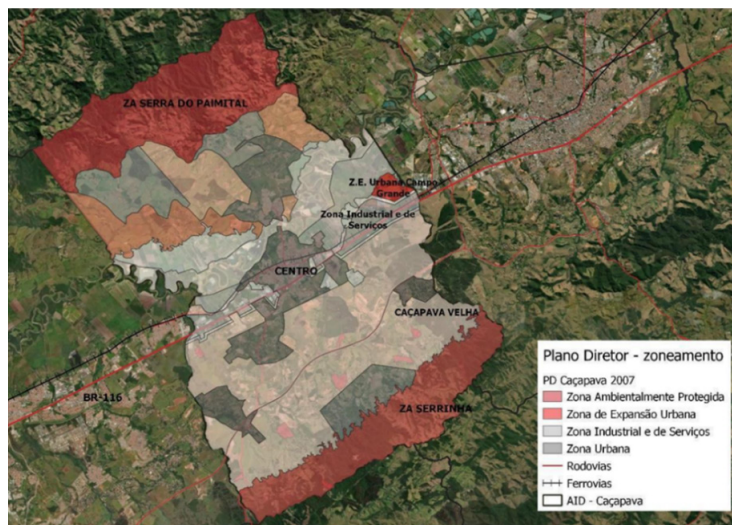 ZA SERRA DO PAIMITAL
Z.E. Urbana Campo
Grande
Zona Industrial e de
Serviços
CENTRO
CAÇAPAVA VELHA
BR-116
ZA SERRINHA
Plano Diretor - zoneamento
PD Caçapava 2007
Zona Ambientalmente Protegida
Zona de Expansão Urbana
Zona Industrial e de Serviços
Zona Urbana
Rodovias
Ferrovias
AID - Caçapava